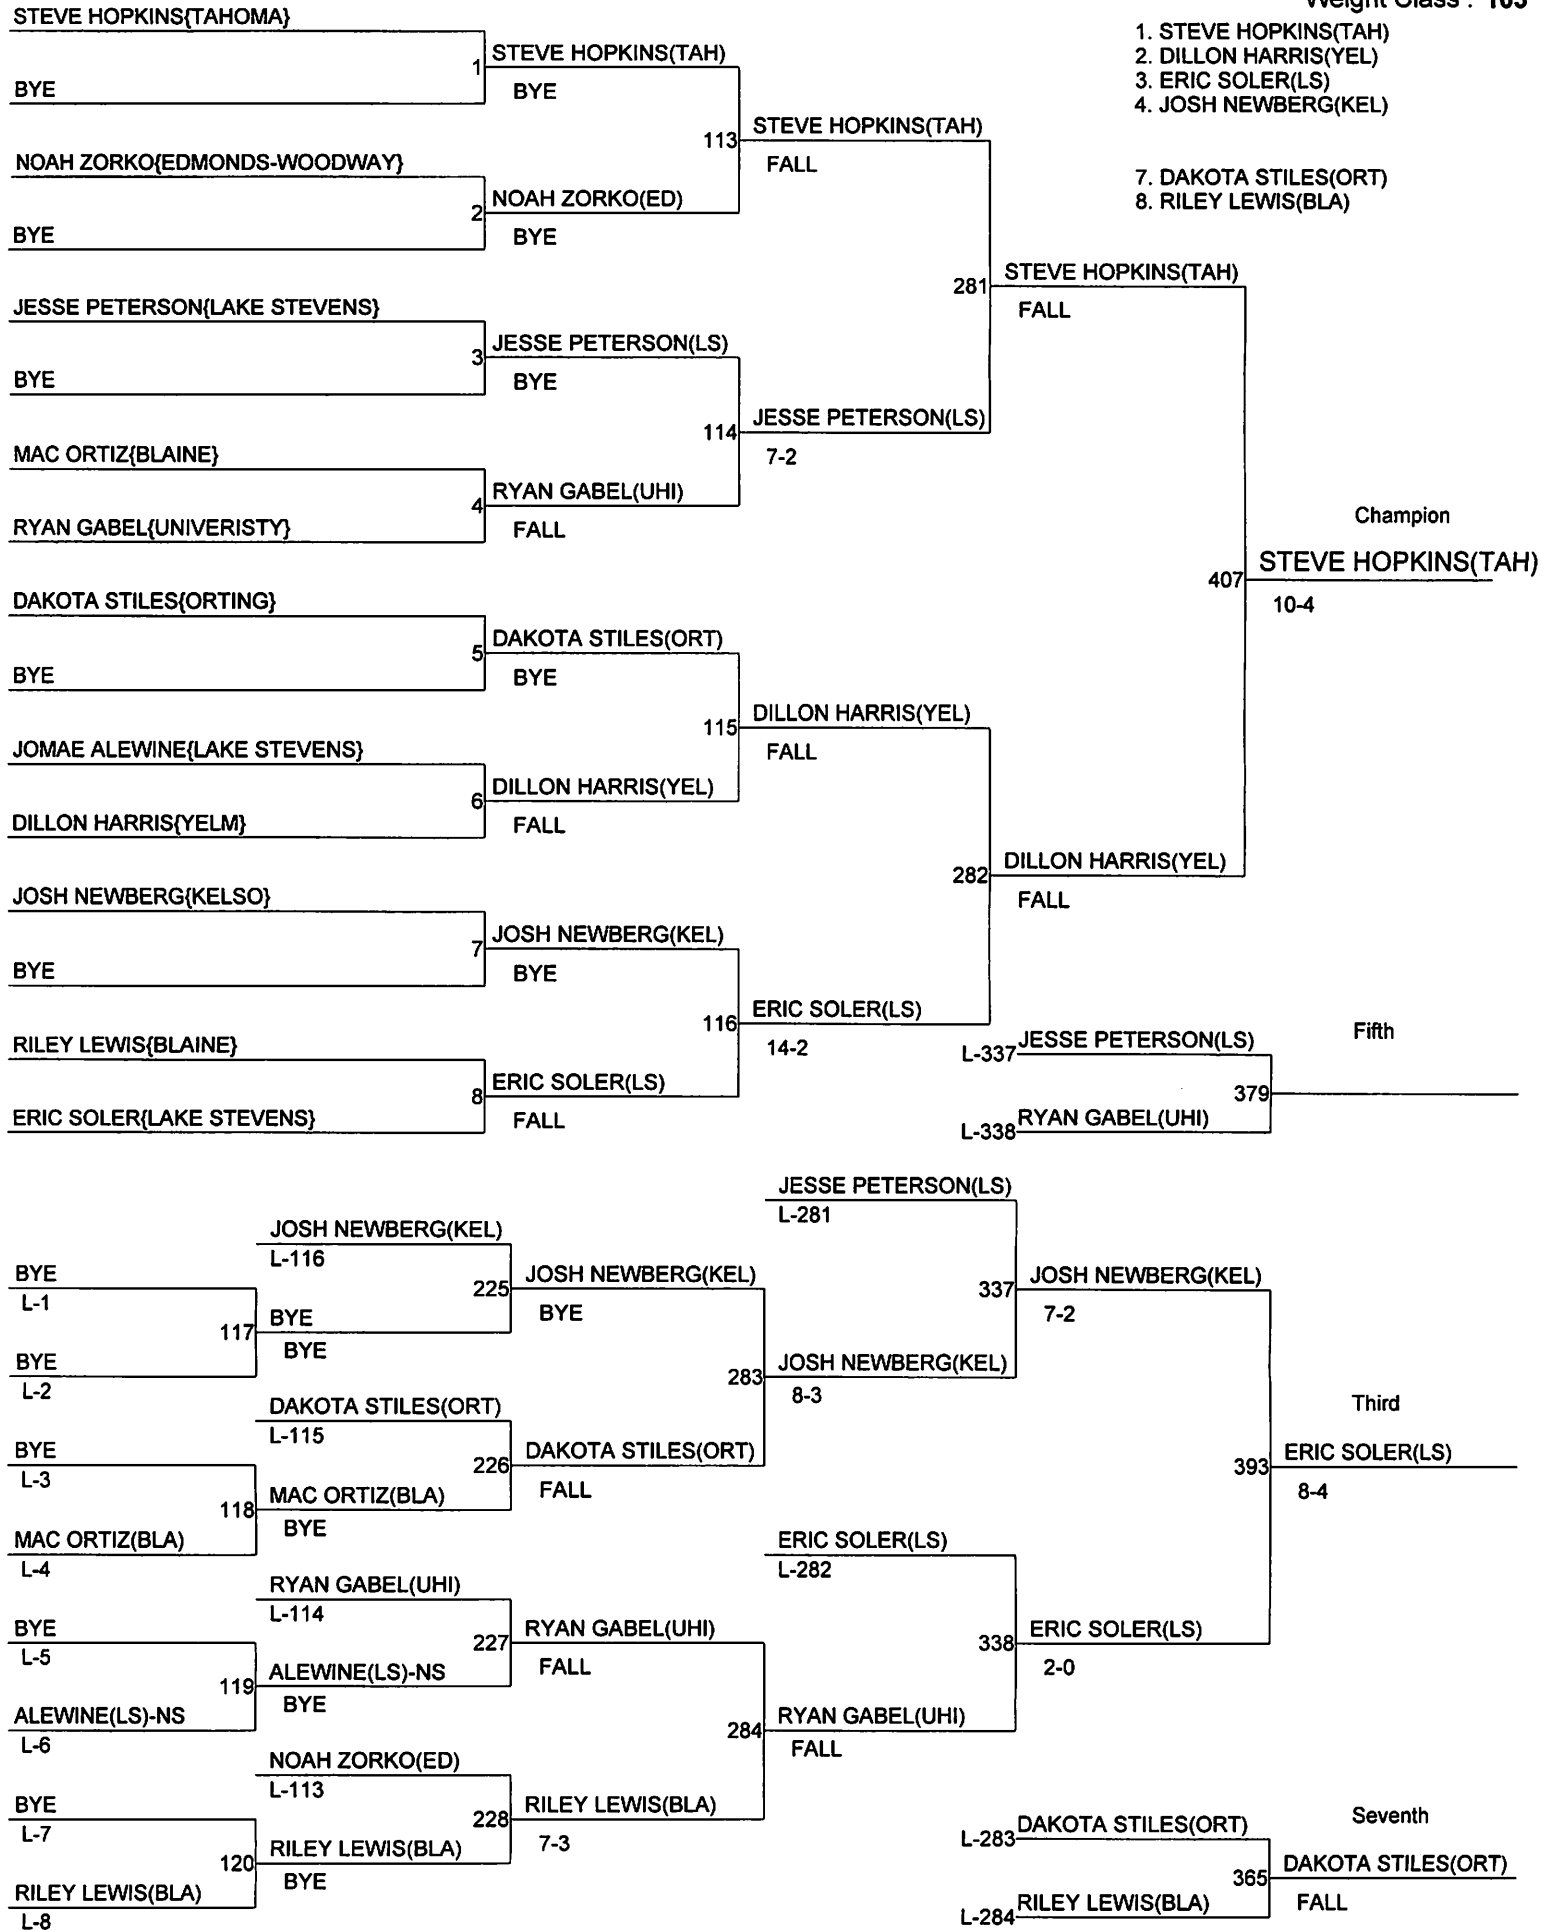 Weight Class : 103
STEVE HOPKINS{TAHOMA}
1. STEVE HOPKINS(TAH)
2. DILLON HARRIS(YEL)
3. ERIC SOLER(LS)
4. JOSH NEWBERG(KEL)
7. DAKOTA STILES(ORT)
8. RILEY LEWIS(BLA)
1 STEVE HOPKINS(TAH)
BYE
BYE
113 STEVE HOPKINS(TAH)
FALL
NOAH ZORKO{EDMONDS-WOODWAY}
2 NOAH ZORKO(ED)
BYE
BYE
281 STEVE HOPKINS(TAH)
FALL
JESSE PETERSON{LAKE STEVENS}
3 JESSE PETERSON(LS)
BYE
BYE
114 JESSE PETERSON(LS)
7-2
MAC ORTIZ{BLAINE}
4 RYAN GABEL(UHI)
RYAN GABEL{UNIVERISTY}
FALL
Champion
407 STEVE HOPKINS(TAH)
10-4
DAKOTA STILES{ORTING}
5 DAKOTA STILES(ORT)
BYE
BYE
115 DILLON HARRIS(YEL)
FALL
JOMAE ALEWINE{LAKE STEVENS}
6 DILLON HARRIS(YEL)
DILLON HARRIS{YELM}
FALL
282 DILLON HARRIS(YEL)
FALL
JOSH NEWBERG{KELSO}
7 JOSH NEWBERG(KEL)
BYE
BYE
116 ERIC SOLER(LS)
14-2
RILEY LEWIS{BLAINE}
8 ERIC SOLER(LS)
ERIC SOLER{LAKE STEVENS}
FALL
Fifth
L-337 JESSE PETERSON(LS)
379
L-338 RYAN GABEL(UHI)
JESSE PETERSON(LS)
L-281
JOSH NEWBERG(KEL)
L-116
BYE
L-1
225 JOSH NEWBERG(KEL)
BYE
337 JOSH NEWBERG(KEL)
7-2
117 BYE
BYE
BYE
L-2
283 JOSH NEWBERG(KEL)
8-3
DAKOTA STILES(ORT)
L-115
Third
BYE
L-3
226 DAKOTA STILES(ORT)
FALL
393 ERIC SOLER(LS)
8-4
118 MAC ORTIZ(BLA)
BYE
MAC ORTIZ(BLA)
L-4
ERIC SOLER(LS)
L-282
RYAN GABEL(UHI)
L-114
BYE
L-5
227 RYAN GABEL(UHI)
FALL
338 ERIC SOLER(LS)
2-0
119 ALEWINE(LS)-NS
BYE
ALEWINE(LS)-NS
L-6
284 RYAN GABEL(UHI)
FALL
NOAH ZORKO(ED)
L-113
BYE
L-7
228 RILEY LEWIS(BLA)
7-3
120 RILEY LEWIS(BLA)
BYE
RILEY LEWIS(BLA)
L-8
Seventh
L-283 DAKOTA STILES(ORT)
365 DAKOTA STILES(ORT)
FALL
L-284 RILEY LEWIS(BLA)